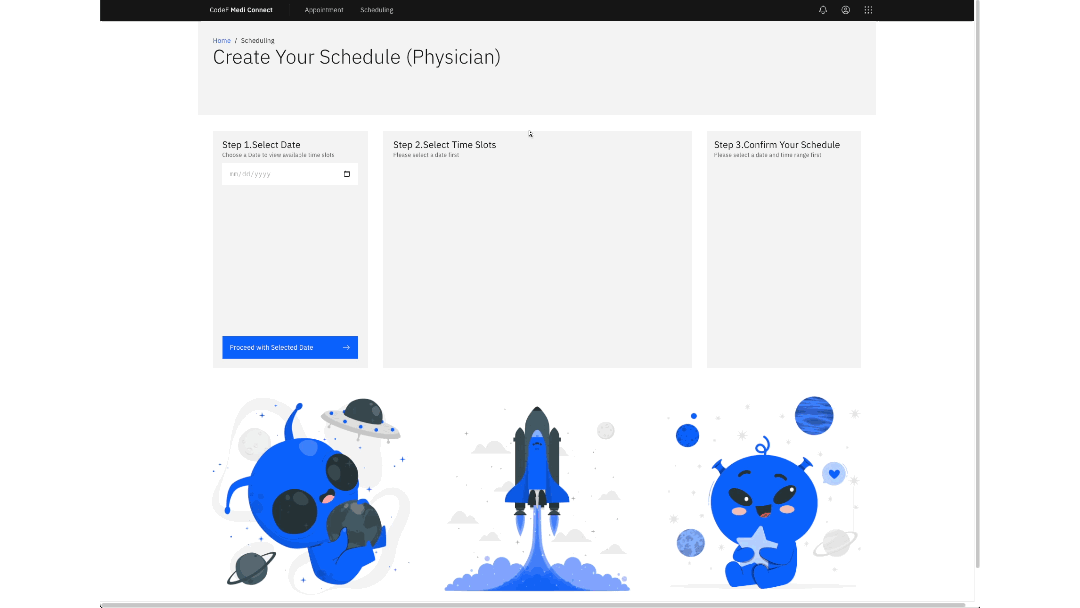 CodeF Medi Connect Appointment Scheduling
Home / Scheduling
Create Your Schedule (Physician)
Step 1.Select Date
Choose a Date to view available time slots
mm/dd/yyyy
Proceed with Selected Date
Step 2.Select Time Slots
Please select a date first
Step 3.Confirm Your Schedule
Please select a date and time range first